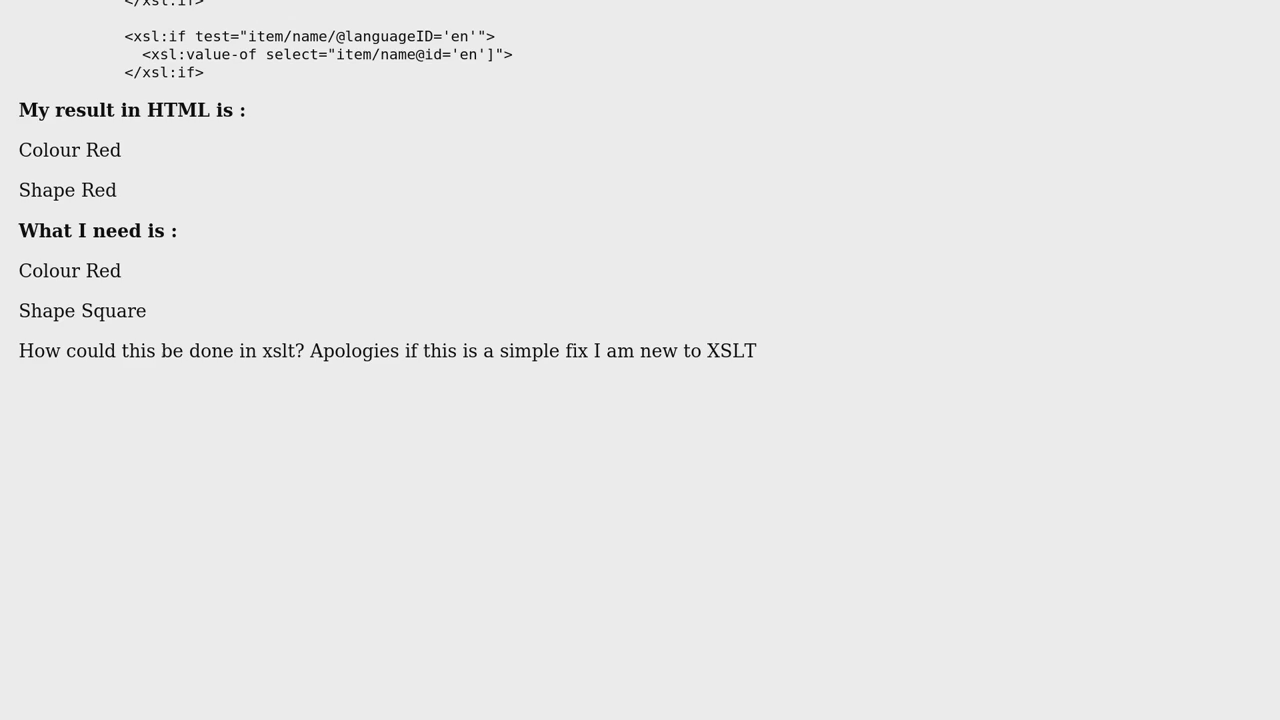 </xsl:if>
<xsl:if test="item/name/@languageID='en'">
<xsl:value-of select="item/name@id='en']">
</xsl:if>
My result in HTML is :
Colour Red
Shape Red
What I need is :
Colour Red
Shape Square
How could this be done in xslt? Apologies if this is a simple fix I am new to XSLT